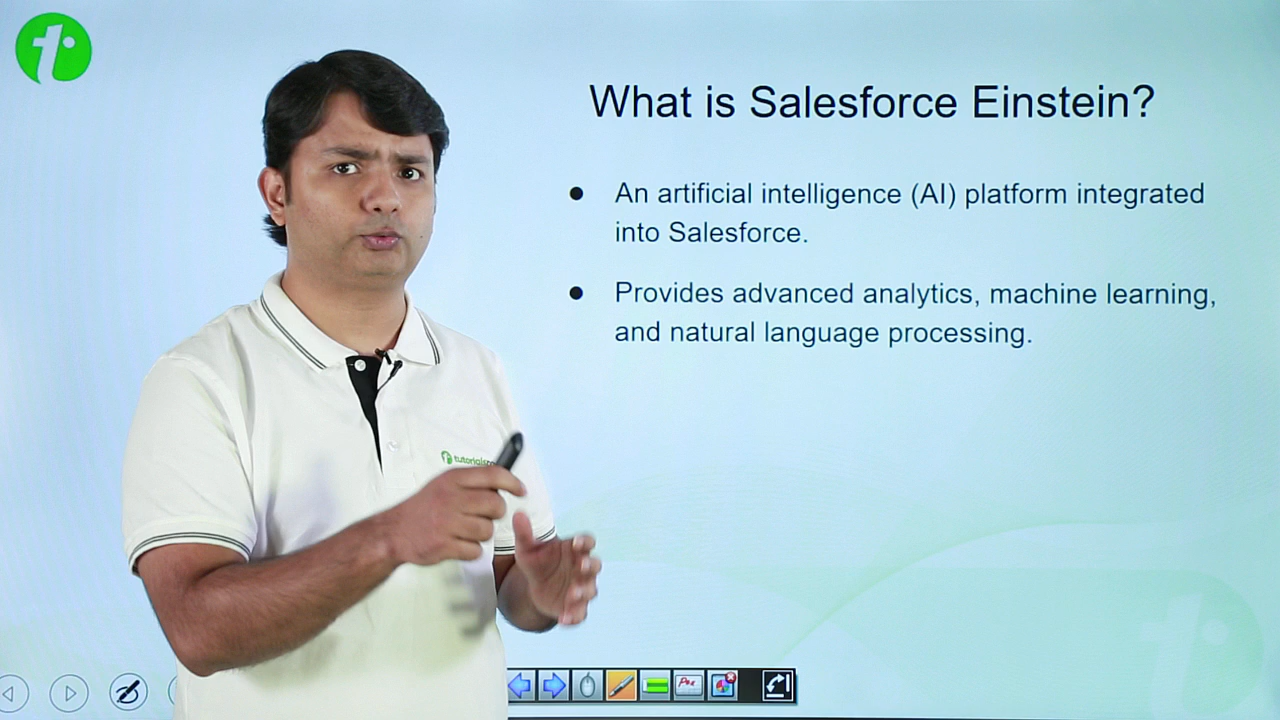 What is Salesforce Einstein?
● An artificial intelligence (AI) platform integrated
into Salesforce.
● Provides advanced analytics, machine learning,
and natural language processing.